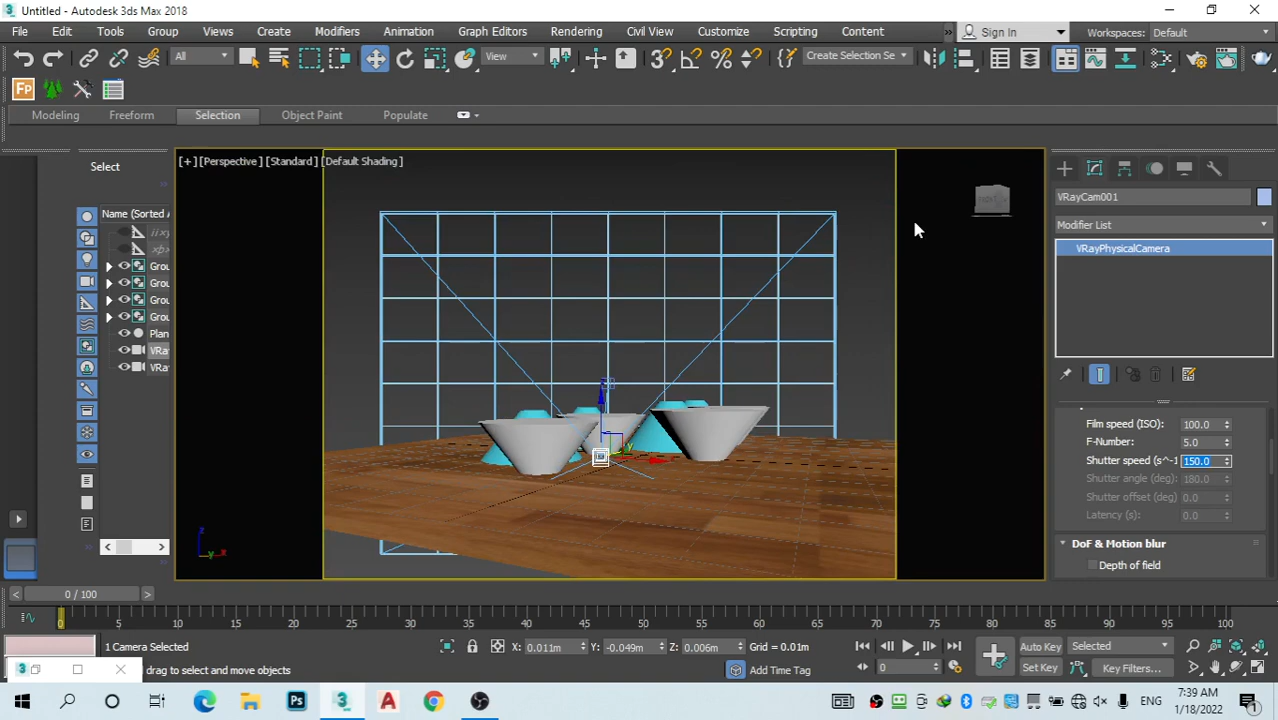 Untitled - Autodesk 3ds Max 2018
File Edit Tools Group Views Create Modifiers Animation Graph Editors Rendering Civil View Customize Scripting Content » Sign In Workspaces: Default
All View Create Selection Se
Fp
Modeling Freeform Selection Object Paint Populate
Select
[+] [Perspective] [Standard] [Default Shading]
VRayCam001
Name (Sorted A
Modifier List
VRayPhysicalCamera
Grou
Grou
Grou
Grou
Plan
VRa
VRa
Film speed (ISO): 100.0
F-Number: 5.0
Shutter speed (s^-1 150.0
Shutter angle (deg): 180.0
Shutter offset (deg) 0.0
Latency (s): 0.0
DoF & Motion blur
Depth of field
z
y x
0 / 100
0 5 10 15 20 25 30 35 40 45 50 55 60 65 70 75 80 85 90 95 100
1 Camera Selected X: 0.011m Y: -0.049m Z: 0.006m Grid = 0.01m Auto Key Selected
drag to select and move objects Add Time Tag 0 Set Key Key Filters...
ENG 7:39 AM
1/18/2022